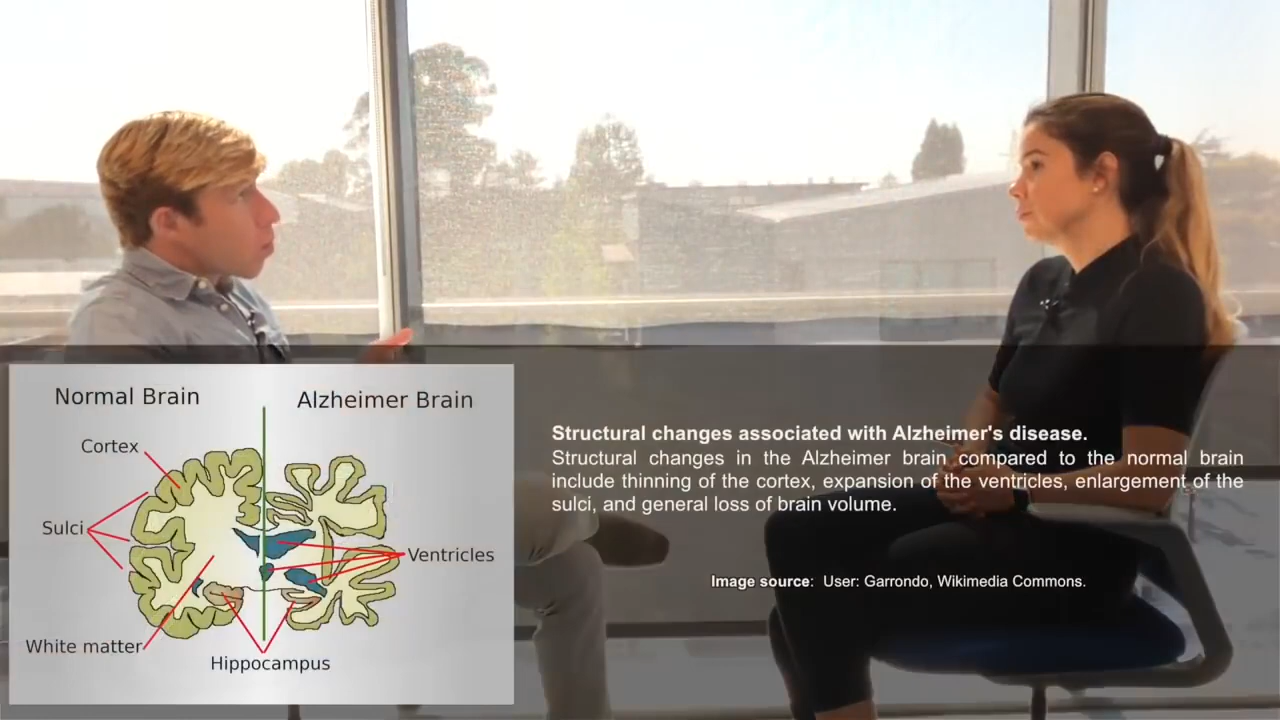 Normal Brain
Alzheimer Brain
Cortex
Sulci
Ventricles
White matter
Hippocampus
Structural changes associated with Alzheimer's disease.
Structural changes in the Alzheimer brain compared to the normal brain
include thinning of the cortex, expansion of the ventricles, enlargement of the
sulci, and general loss of brain volume.
Image source: User: Garrondo, Wikimedia Commons.